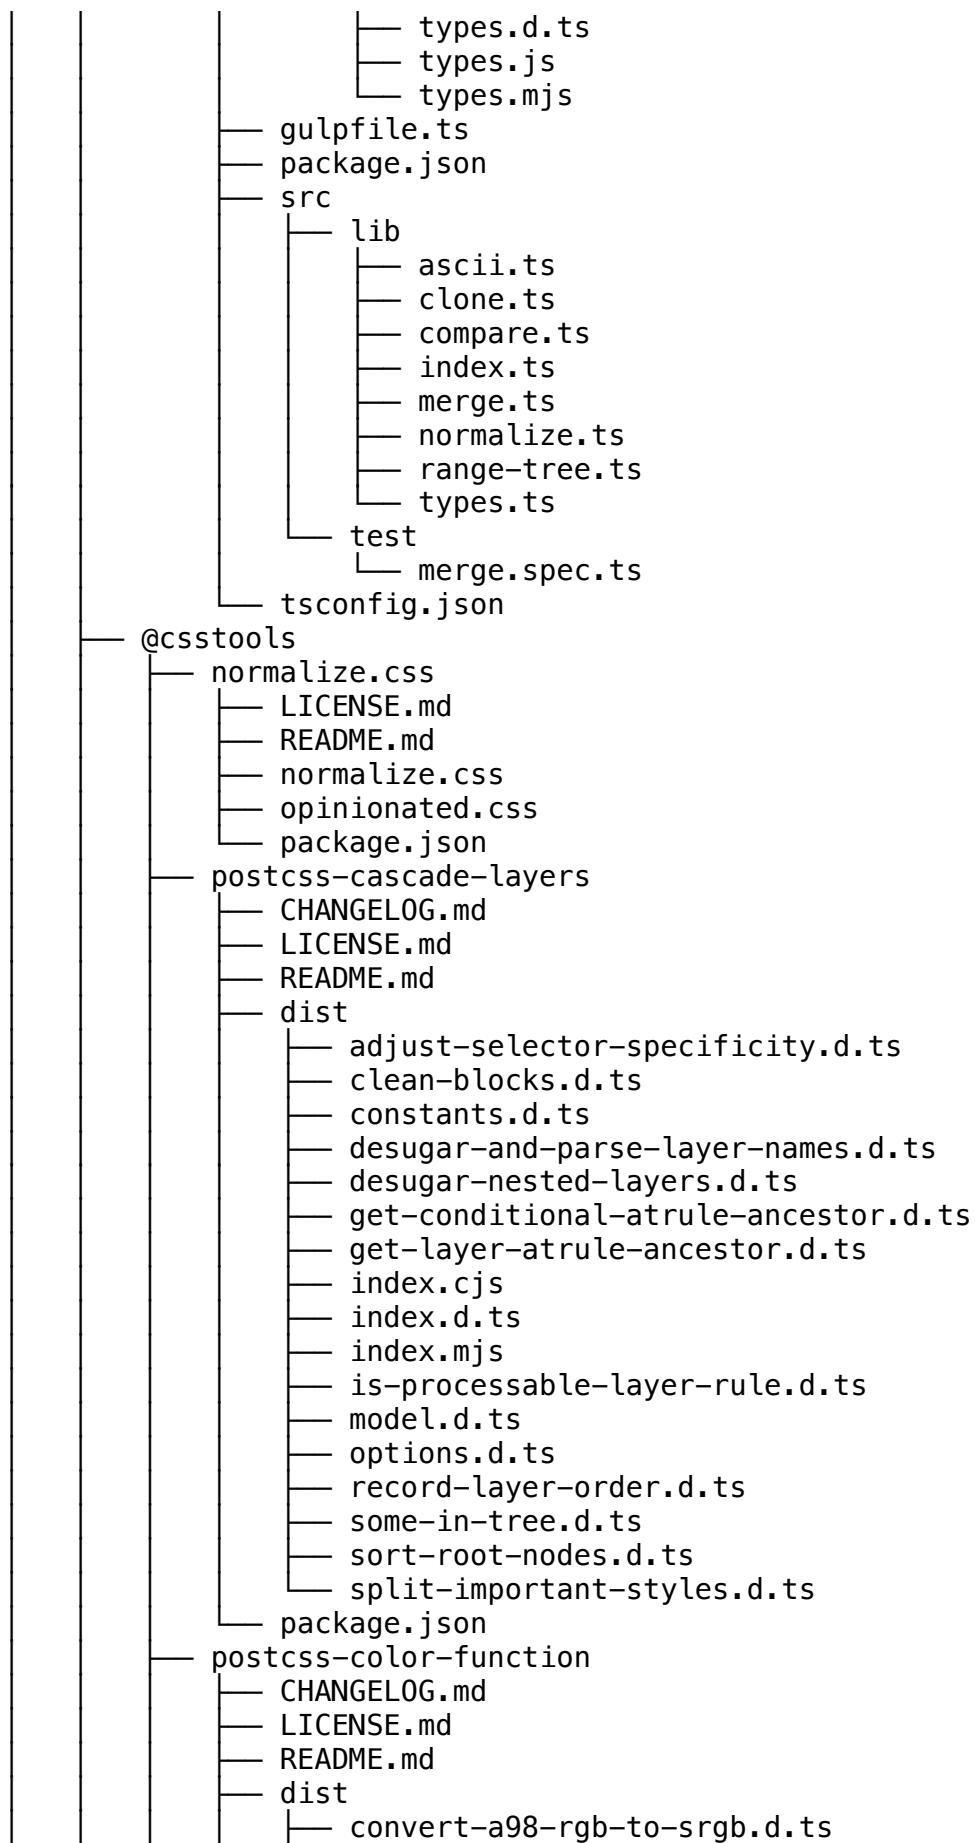 │   │       │       ├── types.d.ts
│   │       │       ├── types.js
│   │       │       └── types.mjs
│   │       ├── gulpfile.ts
│   │       ├── package.json
│   │       ├── src
│   │       │   ├── lib
│   │       │   │   ├── ascii.ts
│   │       │   │   ├── clone.ts
│   │       │   │   ├── compare.ts
│   │       │   │   ├── index.ts
│   │       │   │   ├── merge.ts
│   │       │   │   ├── normalize.ts
│   │       │   │   ├── range-tree.ts
│   │       │   │   └── types.ts
│   │       │   └── test
│   │       │       └── merge.spec.ts
│   │       └── tsconfig.json
│   ├── @csstools
│   │   ├── normalize.css
│   │   │   ├── LICENSE.md
│   │   │   ├── README.md
│   │   │   ├── normalize.css
│   │   │   ├── opinionated.css
│   │   │   └── package.json
│   │   ├── postcss-cascade-layers
│   │   │   ├── CHANGELOG.md
│   │   │   ├── LICENSE.md
│   │   │   ├── README.md
│   │   │   ├── dist
│   │   │   │   ├── adjust-selector-specificity.d.ts
│   │   │   │   ├── clean-blocks.d.ts
│   │   │   │   ├── constants.d.ts
│   │   │   │   ├── desugar-and-parse-layer-names.d.ts
│   │   │   │   ├── desugar-nested-layers.d.ts
│   │   │   │   ├── get-conditional-atrule-ancestor.d.ts
│   │   │   │   ├── get-layer-atrule-ancestor.d.ts
│   │   │   │   ├── index.cjs
│   │   │   │   ├── index.d.ts
│   │   │   │   ├── index.mjs
│   │   │   │   ├── is-processable-layer-rule.d.ts
│   │   │   │   ├── model.d.ts
│   │   │   │   ├── options.d.ts
│   │   │   │   ├── record-layer-order.d.ts
│   │   │   │   ├── some-in-tree.d.ts
│   │   │   │   ├── sort-root-nodes.d.ts
│   │   │   │   └── split-important-styles.d.ts
│   │   │   └── package.json
│   │   ├── postcss-color-function
│   │   │   ├── CHANGELOG.md
│   │   │   ├── LICENSE.md
│   │   │   ├── README.md
│   │   │   ├── dist
│   │   │   │   ├── convert-a98-rgb-to-srgb.d.ts